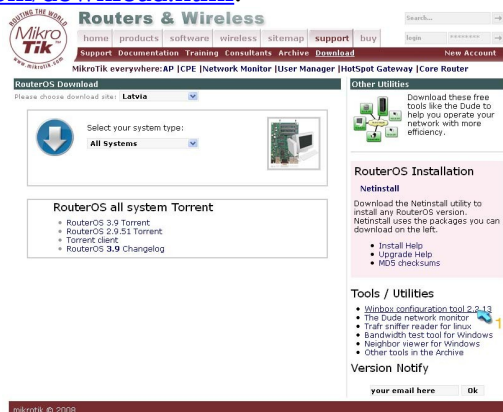 ROUTING THE WORLD
MikroTik
www.mikrotik.com
Routers & Wireless
Search...
home products software wireless sitemap support buy
login ********
Support Documentation Training Consultants Archive Download New Account
MikroTik everywhere: AP |CPE |Network Monitor |User Manager |HotSpot Gateway |Core Router
RouterOS Download
Please choose download site: Latvia
Select your system type:
All Systems
RouterOS all system Torrent
RouterOS 3.9 Torrent
RouterOS 2.9.51 Torrent
Torrent client
RouterOS 3.9 Changelog
Other Utilities
Download these free
tools like the Dude to
help you operate your
network with more
efficiency.
RouterOS Installation
Netinstall
Download the Netinstall utility to
install any RouterOS version.
Netinstall uses the packages you can
download on the left.
Install Help
Upgrade Help
MD5 checksums
Tools / Utilities
Winbox configuration tool 2.2.13
1
The Dude network monitor
Trafr sniffer reader for linux
Bandwidth test tool for Windows
Neighbor viewer for Windows
Other tools in the Archive
Version Notify
your email here Ok
mikrotik © 2008